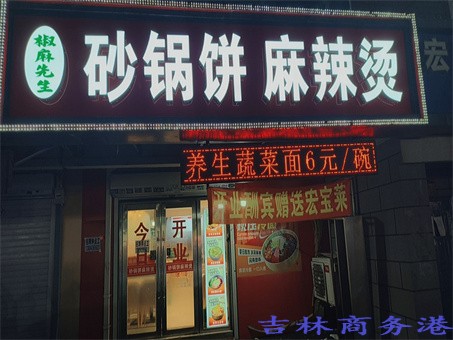 椒麻先生
砂锅饼 麻辣烫
养生蔬菜面6元/碗
开业酬宾赠送宏宝菜
今 开
业
宏
吉林商务港